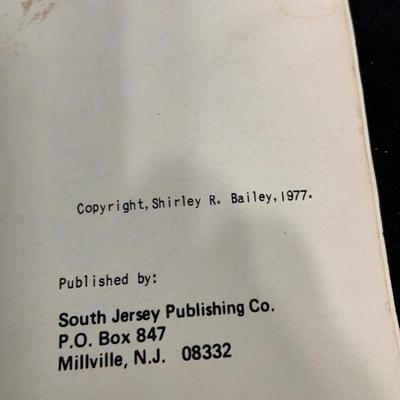 Copyright,Shirley R. Bailey,1977.
Published by:
South Jersey Publishing Co.
P.O. Box 847
Millville, N.J. 08332